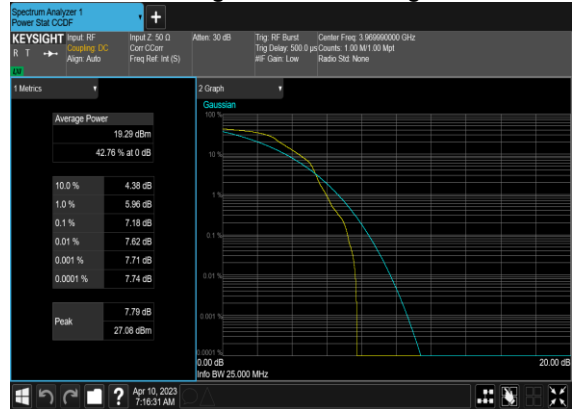 Spectrum Analyzer 1
Power Stat CCDF
KEYSIGHT
R T
LW
Input: RF
Coupling: DC
Align: Auto
Input Z: 50 Ω
Corr CCorr
Freq Ref: Int (S)
Atten: 30 dB
Trig: RF Burst
Trig Delay: 500.0 µs
#IF Gain: Low
Center Freq: 3.969990000 GHz
Counts: 1.00 M/1.00 Mpt
Radio Std: None
1 Metrics
Average Power
19.29 dBm
42.76 % at 0 dB
10.0 % 4.38 dB
1.0 % 5.96 dB
0.1 % 7.18 dB
0.01 % 7.62 dB
0.001 % 7.71 dB
0.0001 % 7.74 dB
Peak
7.79 dB
27.08 dBm
2 Graph
Gaussian
100 %
10 %
1 %
0.1 %
0.01 %
0.001 %
0.0001 %
0.00 dB 20.00 dB
Info BW 25.000 MHz
?
Apr 10, 2023
7:16:31 AM